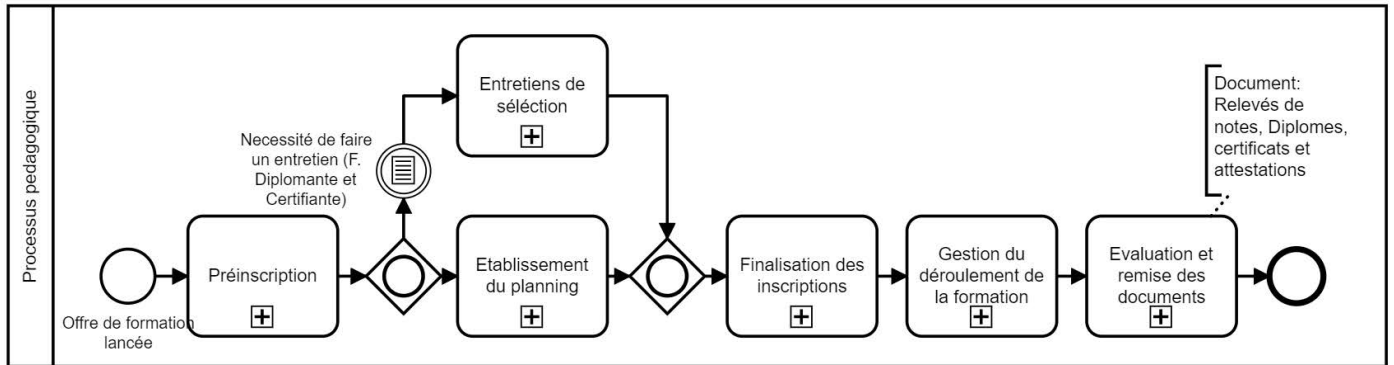 Processus pedagogique
Offre de formation
lancée
Préinscription
Necessité de faire
un entretien (F.
Diplomante et
Certifiante)
Entretiens de
séléction
Etablissement
du planning
Finalisation des
inscriptions
Gestion du
déroulement de
la formation
Evaluation et
remise des
documents
Document:
Relevés de
notes, Diplomes,
certificats et
attestations